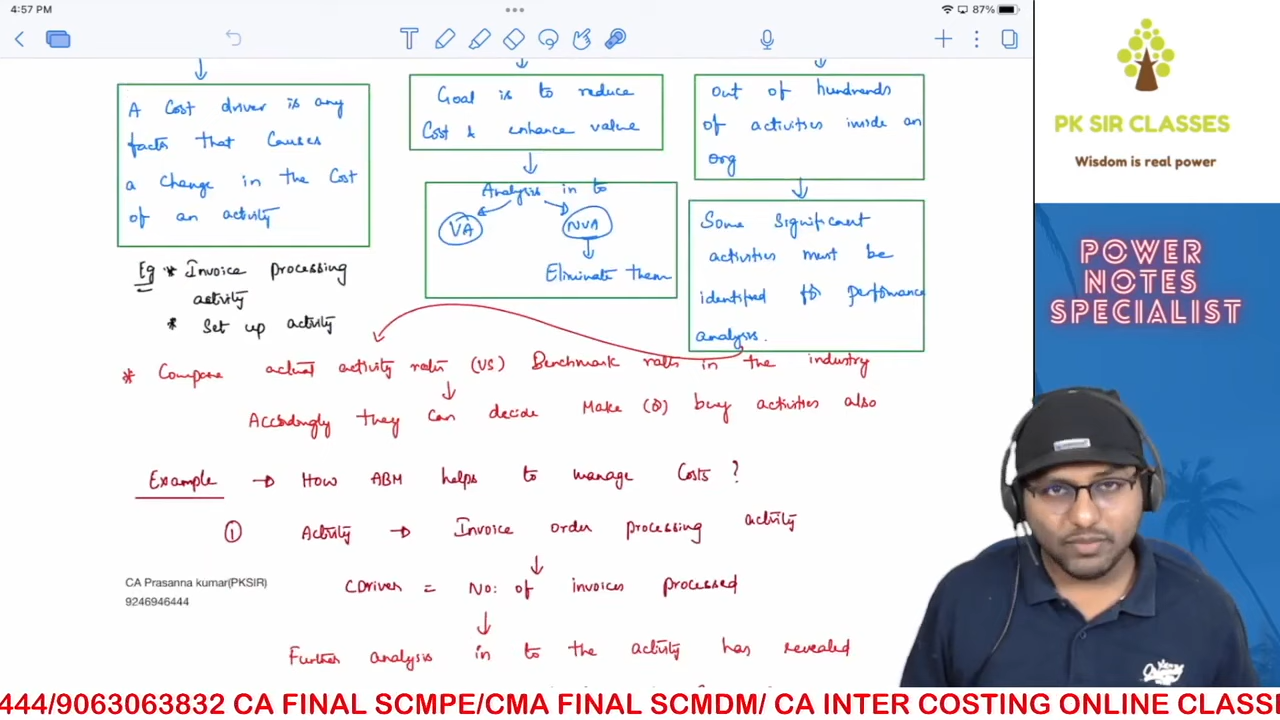 4:57 PM
87%
A Cost driver is any
factor that causes
a change in the cost
of an activity
Eg * Invoice processing
activity
* Set up activity
Goal is to reduce
Cost & enhance value
Analysis in to
VA
NVA
Eliminate them
out of hundrends
of activities inside an
org
Some significant
activities must be
identified for perfomance
analysis.
* Compare actual activity rates (VS) Benchmark rates in the industry
Accordingly they can decide Make (or) buy activities also
Example → How ABM helps to manage Costs ?
① Activity → Invoice order processing activity
CDriver = No: of invoices processed
Further analysis in to the activity has revealed
CA Prasanna kumar(PKSIR)
9246946444
PK SIR CLASSES
Wisdom is real power
POWER
NOTES
SPECIALIST
444/9063063832 CA FINAL SCMPE/CMA FINAL SCMDM/ CA INTER COSTING ONLINE CLASSE